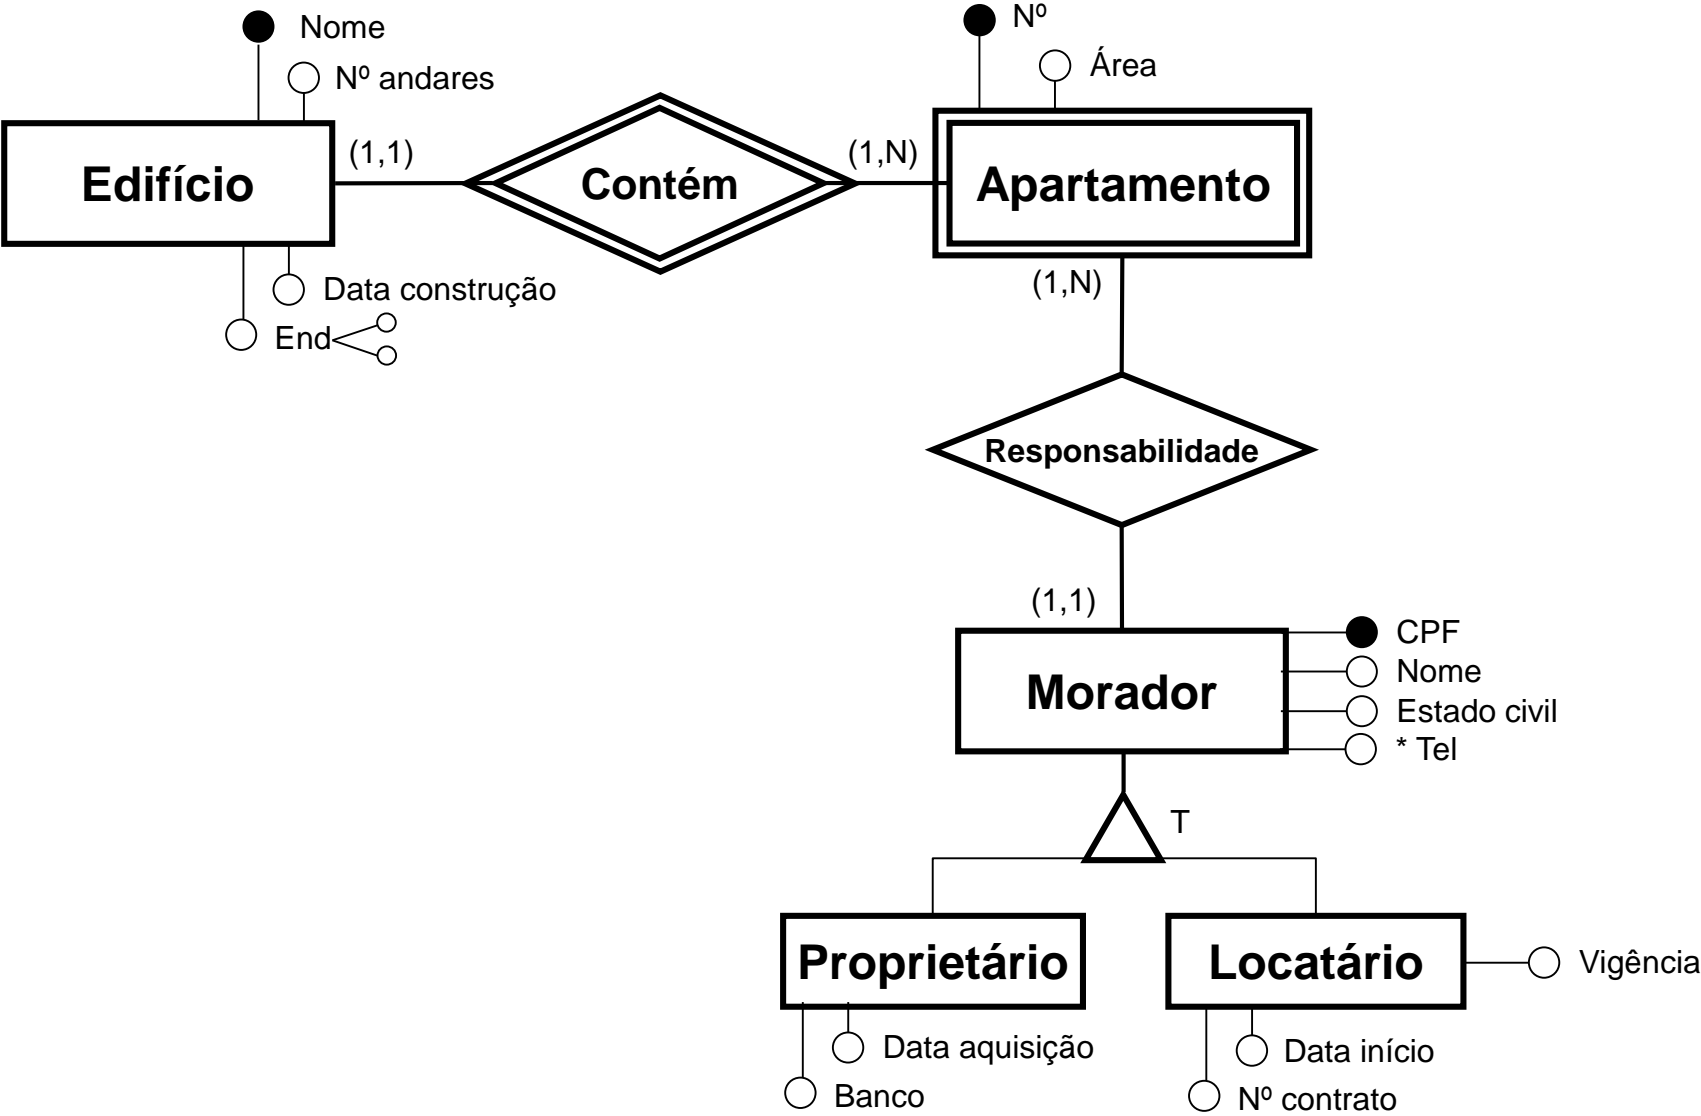 Nome
Nº
Nº andares
Área
(1,1)
(1,N)
Edifício
Contém
Apartamento
Data construção
(1,N)
End
Responsabilidade
(1,1)
CPF
Nome
Morador
Estado civil
* Tel
T
Proprietário
Locatário
Vigência
Data aquisição
Data início
Banco
Nº contrato